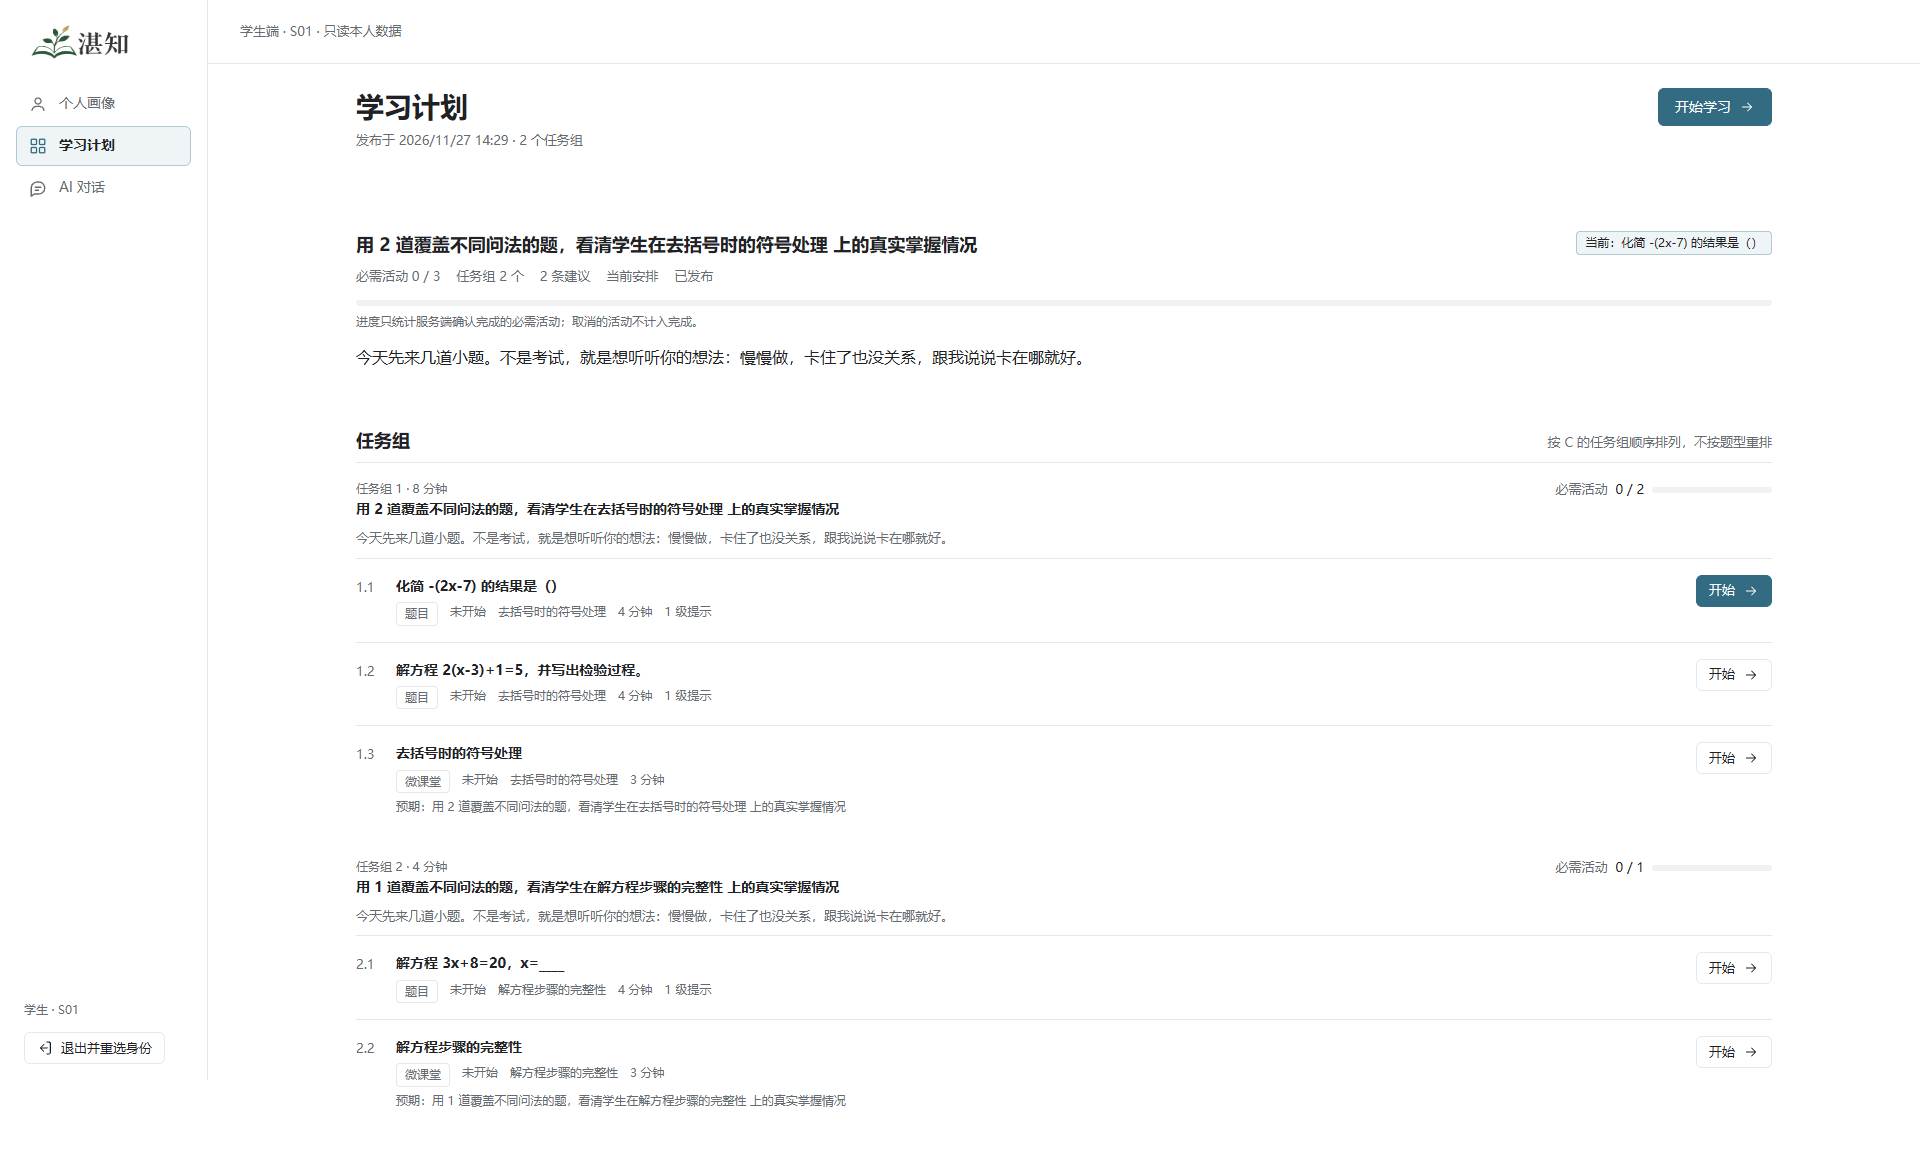 湛知
个人画像
学习计划
AI 对话
学生 · S01
退出并重选身份
学生端 · S01 · 只读本人数据
学习计划
开始学习 →
发布于 2026/11/27 14:29 · 2 个任务组
用 2 道覆盖不同问法的题，看清学生在去括号时的符号处理 上的真实掌握情况
当前：化简 -(2x-7) 的结果是（）
必需活动 0 / 3 任务组 2 个 2 条建议 当前安排 已发布
进度只统计服务端确认完成的必需活动；取消的活动不计入完成。
今天先来几道小题。不是考试，就是想听听你的想法：慢慢做，卡住了也没关系，跟我说说卡在哪就好。
任务组
按 C 的任务组顺序排列，不按题型重排
任务组 1 · 8 分钟
必需活动 0 / 2
用 2 道覆盖不同问法的题，看清学生在去括号时的符号处理 上的真实掌握情况
今天先来几道小题。不是考试，就是想听听你的想法：慢慢做，卡住了也没关系，跟我说说卡在哪就好。
1.1 化简 -(2x-7) 的结果是（）
开始 →
题目 未开始 去括号时的符号处理 4 分钟 1 级提示
1.2 解方程 2(x-3)+1=5，并写出检验过程。
开始 →
题目 未开始 去括号时的符号处理 4 分钟 1 级提示
1.3 去括号时的符号处理
开始 →
微课堂 未开始 去括号时的符号处理 3 分钟
预期：用 2 道覆盖不同问法的题，看清学生在去括号时的符号处理 上的真实掌握情况
任务组 2 · 4 分钟
必需活动 0 / 1
用 1 道覆盖不同问法的题，看清学生在解方程步骤的完整性 上的真实掌握情况
今天先来几道小题。不是考试，就是想听听你的想法：慢慢做，卡住了也没关系，跟我说说卡在哪就好。
2.1 解方程 3x+8=20，x=____
开始 →
题目 未开始 解方程步骤的完整性 4 分钟 1 级提示
2.2 解方程步骤的完整性
开始 →
微课堂 未开始 解方程步骤的完整性 3 分钟
预期：用 1 道覆盖不同问法的题，看清学生在解方程步骤的完整性 上的真实掌握情况